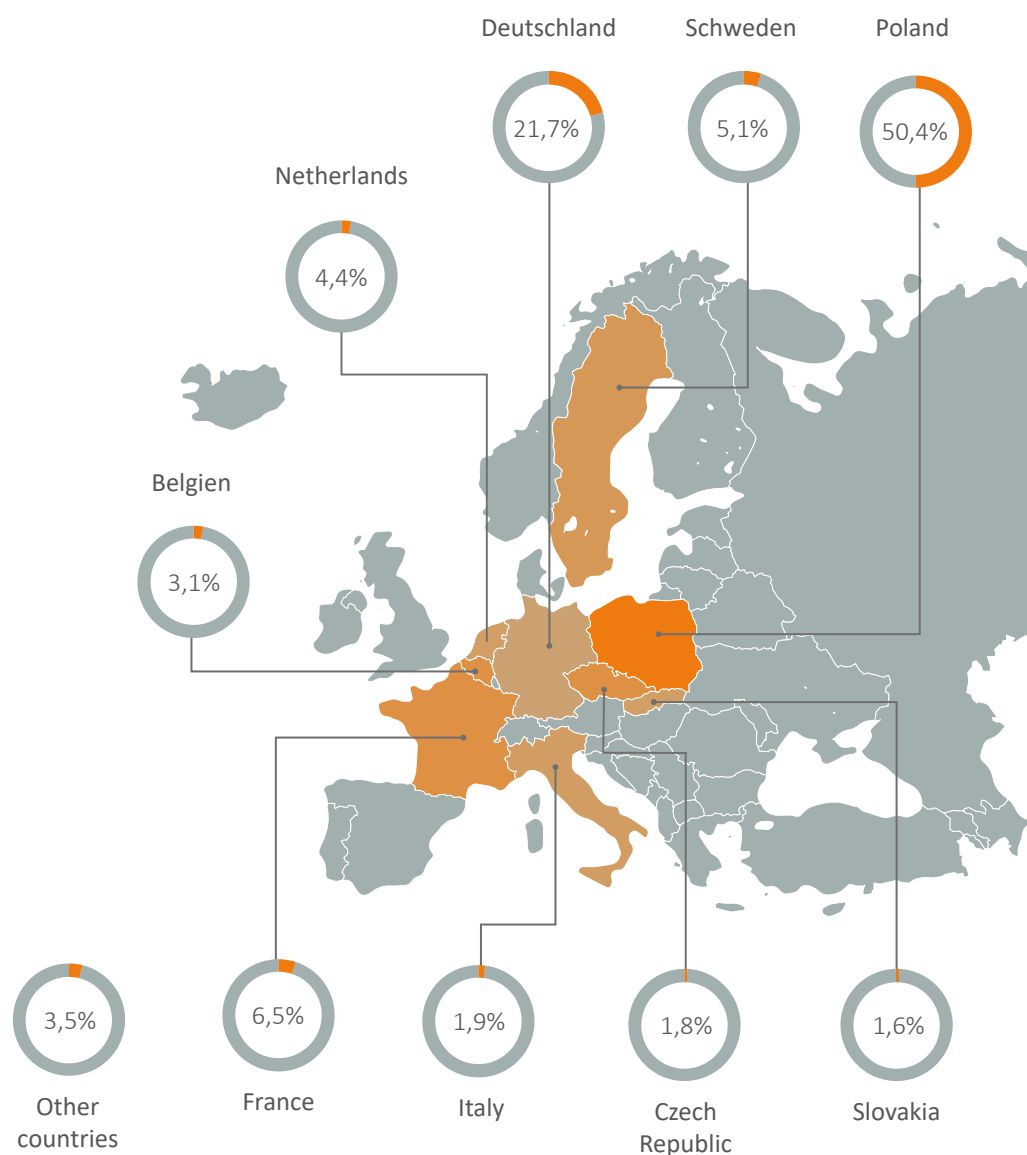 Deutschland
21,7%
Schweden
5,1%
Poland
50,4%
Netherlands
4,4%
Belgien
3,1%
3,5%
Other
countries
6,5%
France
1,9%
Italy
1,8%
Czech
Republic
1,6%
Slovakia